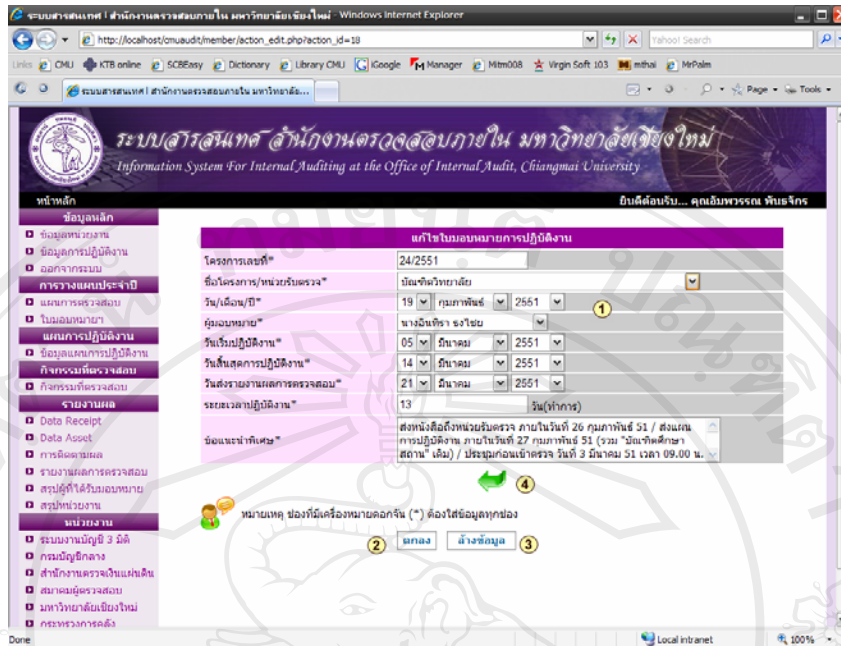 ระบบสารสนเทศ | สำนักงานตรวจสอบภายใน มหาวิทยาลัยเชียงใหม่ - Windows Internet Explorer
http://localhost/cmuaudit/member/action_edit.php?action_id=18
Yahoo! Search
Links CMU KTB online SCBEasy Dictionary Library CMU iGoogle Manager Mitm008 Virgin Soft 103 mthai MrPalm
ระบบสารสนเทศ | สำนักงานตรวจสอบภายใน มหาวิทยาลัย...
Page Tools
ระบบสารสนเทศ สำนักงานตรวจสอบภายใน มหาวิทยาลัยเชียงใหม่
Information System For Internal Auditing at the Office of Internal Audit, Chiangmai University
หน้าหลัก
ยินดีต้อนรับ... คุณอัมพวรรณ พันธจักร
ข้อมูลหลัก
ข้อมูลหน่วยงาน
ข้อมูลการปฏิบัติงาน
ออกจากระบบ
การวางแผนประจำปี
แผนการตรวจสอบ
ใบมอบหมายฯ
แผนการปฏิบัติงาน
ข้อมูลแผนการปฏิบัติงาน
กิจกรรมที่ตรวจสอบ
กิจกรรมที่ตรวจสอบ
รายงานผล
Data Receipt
Data Asset
การติดตามผล
รายงานผลการตรวจสอบ
สรุปผู้ที่ได้รับมอบหมาย
สรุปหน่วยงาน
หน่วยงาน
ระบบงานบัญชี 3 มิติ
กรมบัญชีกลาง
สำนักงานตรวจเงินแผ่นดิน
สมาคมผู้ตรวจสอบ
มหาวิทยาลัยเชียงใหม่
กระทรวงการคลัง
แก้ไขใบมอบหมายการปฏิบัติงาน
โครงการเลขที่* 24/2551
ชื่อโครงการ/หน่วยรับตรวจ* บัณฑิตวิทยาลัย
วัน/เดือน/ปี* 19 กุมภาพันธ์ 2551 1
ผู้มอบหมาย* นางอินทิรา ธงไชย
วันเริ่มปฏิบัติงาน* 05 มีนาคม 2551
วันสิ้นสุดการปฏิบัติงาน* 14 มีนาคม 2551
วันส่งรายงานผลการตรวจสอบ* 21 มีนาคม 2551
ระยะเวลาปฏิบัติงาน* 13 วัน(ทำการ)
ข้อแนะนำพิเศษ*
ส่งหนังสือถึงหน่วยรับตรวจ ภายในวันที่ 26 กุมภาพันธ์ 51 / ส่งแผน
การปฏิบัติงาน ภายในวันที่ 27 กุมภาพันธ์ 51 (รวม "บัณฑิตศึกษา
สถาน" เดิม) / ประชุมก่อนเข้าตรวจ วันที่ 3 มีนาคม 51 เวลา 09.00 น.
4
หมายเหตุ ช่องที่มีเครื่องหมายดอกจัน (*) ต้องใส่ข้อมูลทุกช่อง
2 ตกลง ล้างข้อมูล 3
Done
Local intranet
100%